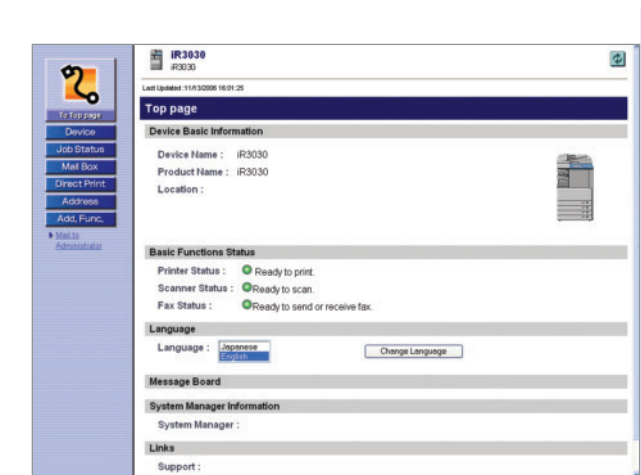 iR3030
iR3030
Last Updated :11/13/2006 16:01:25
To Top page
Device
Job Status
Mail Box
Direct Print
Address
Add. Func.
Mail to
Administrator
Top page
Device Basic Information
Device Name : iR3030
Product Name : iR3030
Location :
Basic Functions Status
Printer Status : Ready to print.
Scanner Status : Ready to scan.
Fax Status : Ready to send or receive fax.
Language
Language : Japanese
English
Change Language
Message Board
System Manager Information
System Manager :
Links
Support :